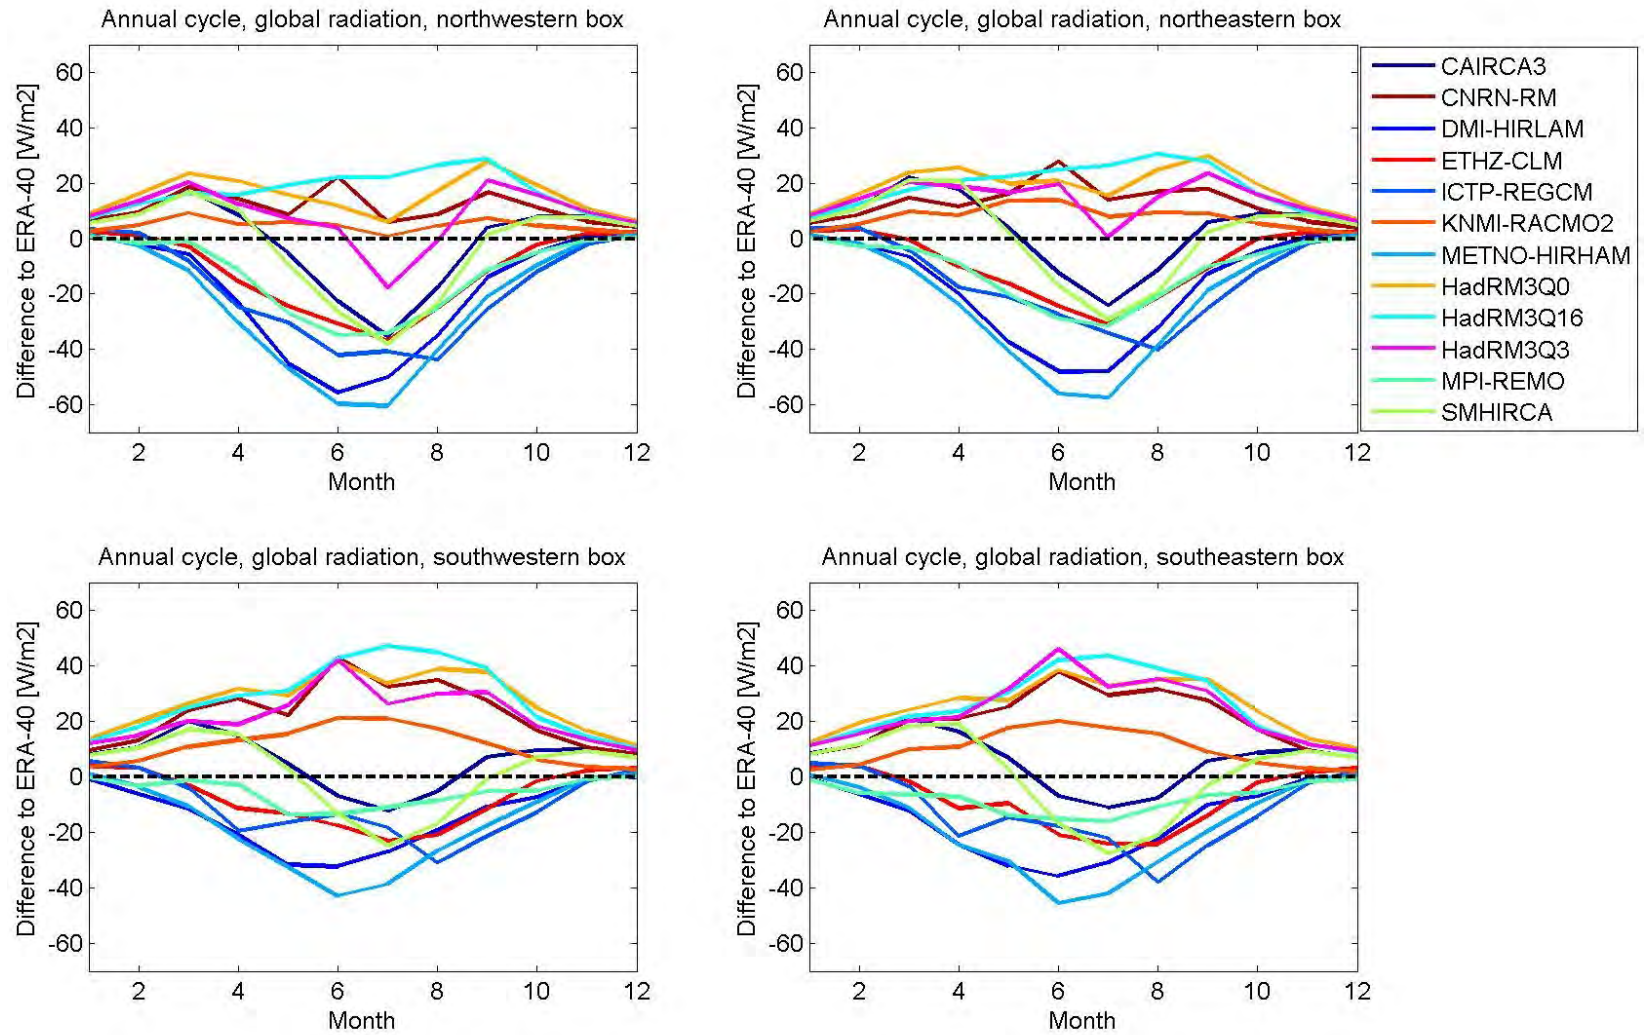 Annual cycle, global radiation, northwestern box
Difference to ERA-40 [W/m2]
60
40
20
0
-20
-40
-60
2 4 6 8 10 12
Month
Annual cycle, global radiation, northeastern box
Difference to ERA-40 [W/m2]
60
40
20
0
-20
-40
-60
2 4 6 8 10 12
Month
CAIRCA3
CNRN-RM
DMI-HIRLAM
ETHZ-CLM
ICTP-REGCM
KNMI-RACMO2
METNO-HIRHAM
HadRM3Q0
HadRM3Q16
HadRM3Q3
MPI-REMO
SMHIRCA
Annual cycle, global radiation, southwestern box
Difference to ERA-40 [W/m2]
60
40
20
0
-20
-40
-60
2 4 6 8 10 12
Month
Annual cycle, global radiation, southeastern box
Difference to ERA-40 [W/m2]
60
40
20
0
-20
-40
-60
2 4 6 8 10 12
Month